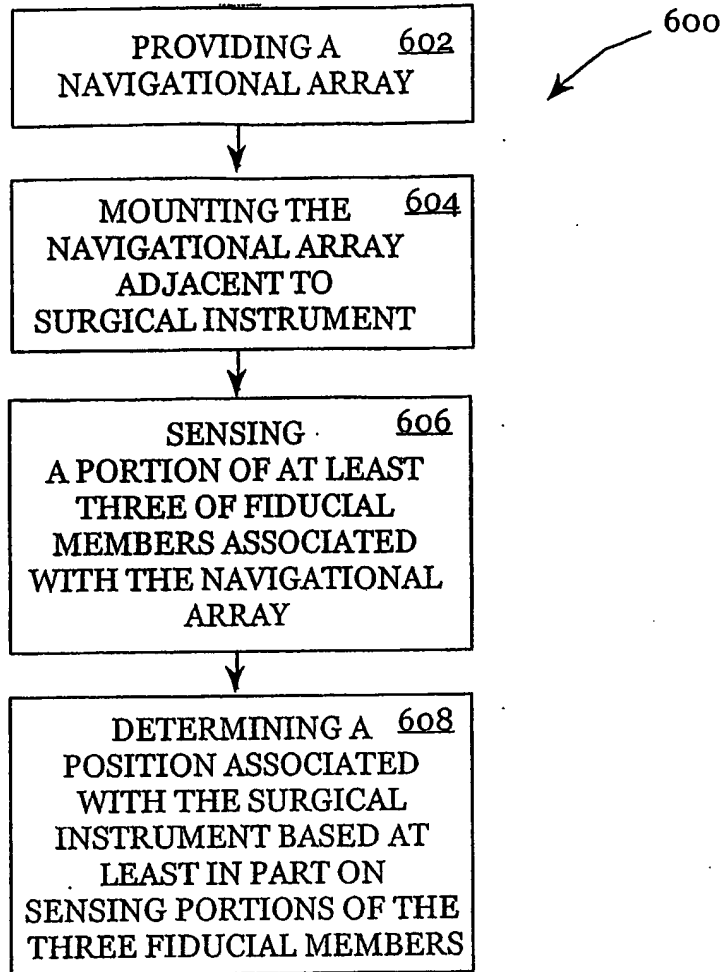 600
PROVIDING A 602
NAVIGATIONAL ARRAY
MOUNTING THE 604
NAVIGATIONAL ARRAY
ADJACENT TO
SURGICAL INSTRUMENT
SENSING 606
A PORTION OF AT LEAST
THREE OF FIDUCIAL
MEMBERS ASSOCIATED
WITH THE NAVIGATIONAL
ARRAY
DETERMINING A 608
POSITION ASSOCIATED
WITH THE SURGICAL
INSTRUMENT BASED AT
LEAST IN PART ON
SENSING PORTIONS OF THE
THREE FIDUCIAL MEMBERS